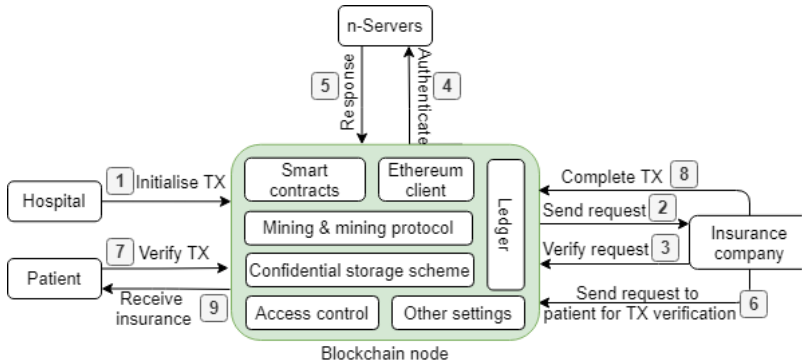 n-Servers
5
Response
Authenticate
4
Smart
contracts
Ethereum
client
Ledger
Mining & mining protocol
Confidential storage scheme
Access control
Other settings
Blockchain node
Hospital
1 Initialise TX
Patient
7 Verify TX
Receive
insurance 9
Complete TX 8
Send request 2
Verify request 3
Insurance
company
Send request to
patient for TX verification
6